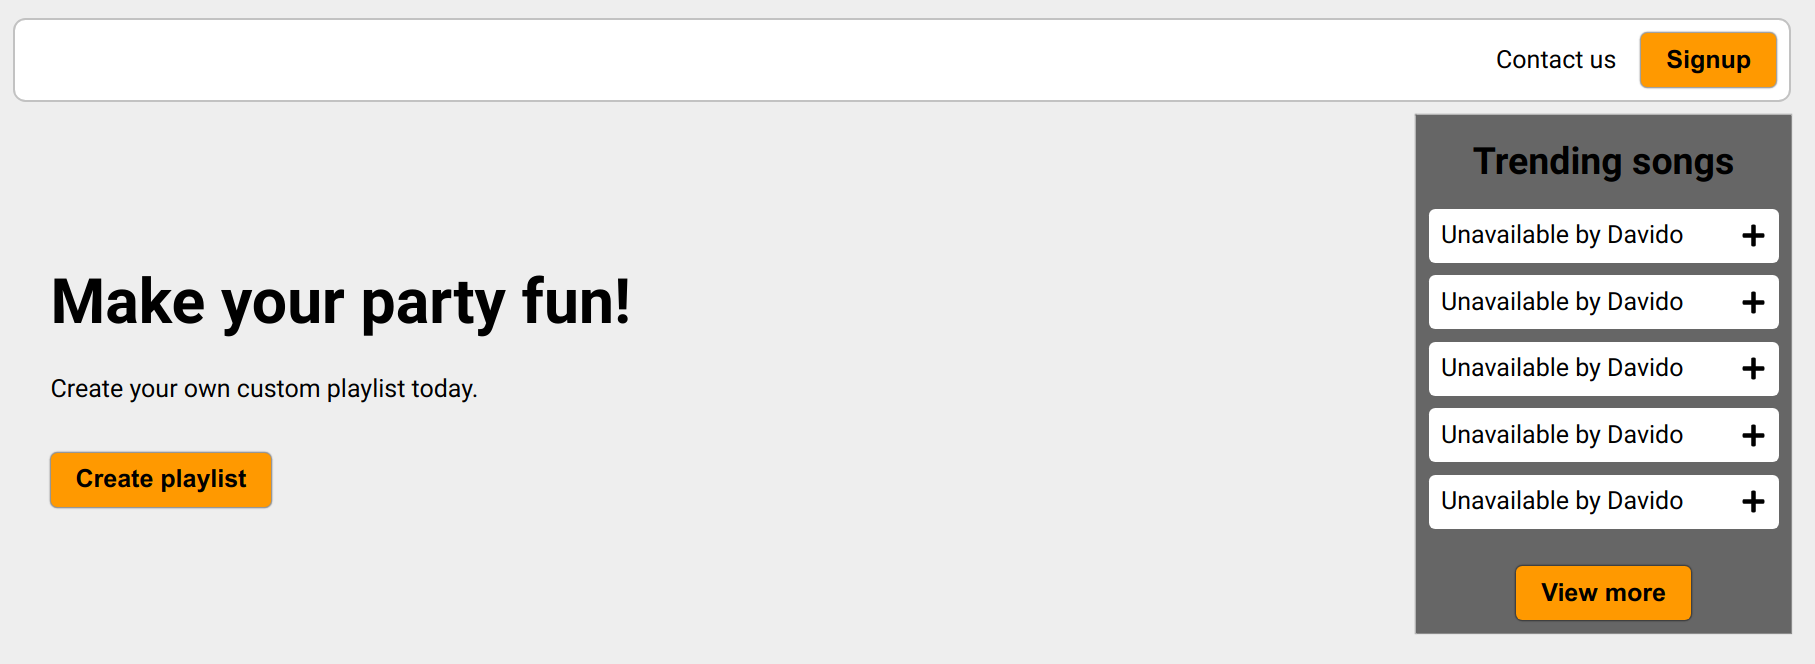 Contact us
Signup
Make your party fun!
Create your own custom playlist today.
Create playlist
Trending songs
Unavailable by Davido
Unavailable by Davido
Unavailable by Davido
Unavailable by Davido
Unavailable by Davido
View more